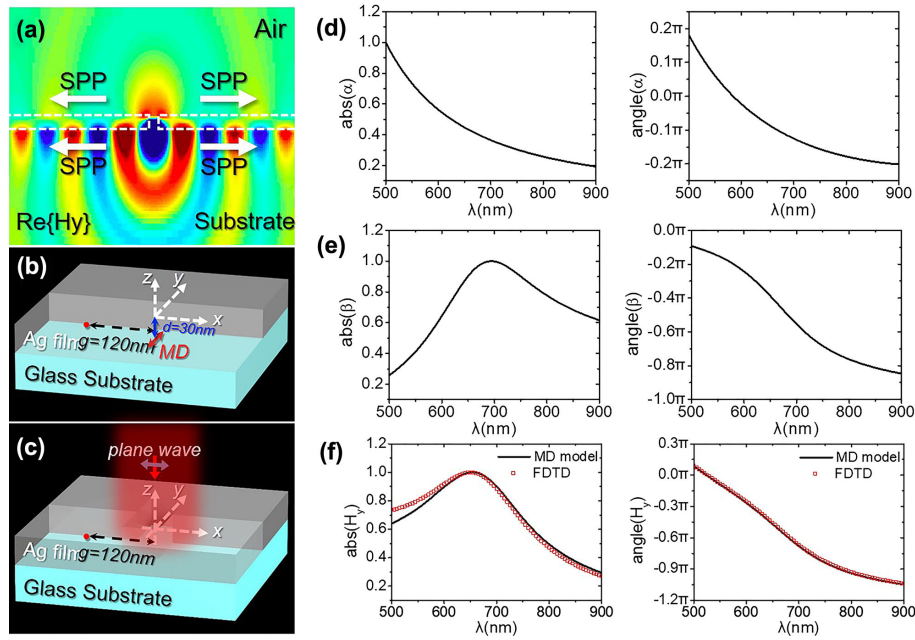 (a)
Air
SPP
SPP
SPP
SPP
Re{Hy}
Substrate
(b)
z
y
x
d=30nm
Ag film
g=120nm
MD
Glass Substrate
(c)
plane wave
z
y
x
Ag film
g=120nm
Glass Substrate
(d)
abs(α)
1.2
1.0
0.8
0.6
0.4
0.2
500 600 700 800 900
λ(nm)
angle(α)
0.2π
0.1π
0.0π
-0.1π
-0.2π
500 600 700 800 900
λ(nm)
(e)
abs(β)
1.2
1.0
0.8
0.6
0.4
0.2
500 600 700 800 900
λ(nm)
angle(β)
0.0π
-0.2π
-0.4π
-0.6π
-0.8π
-1.0π
500 600 700 800 900
λ(nm)
(f)
abs(Hy)
1.2
1.0
0.8
0.6
0.4
0.2
MD model
FDTD
500 600 700 800 900
λ(nm)
angle(Hy)
0.3π
0.0π
-0.3π
-0.6π
-0.9π
-1.2π
MD model
FDTD
500 600 700 800 900
λ(nm)